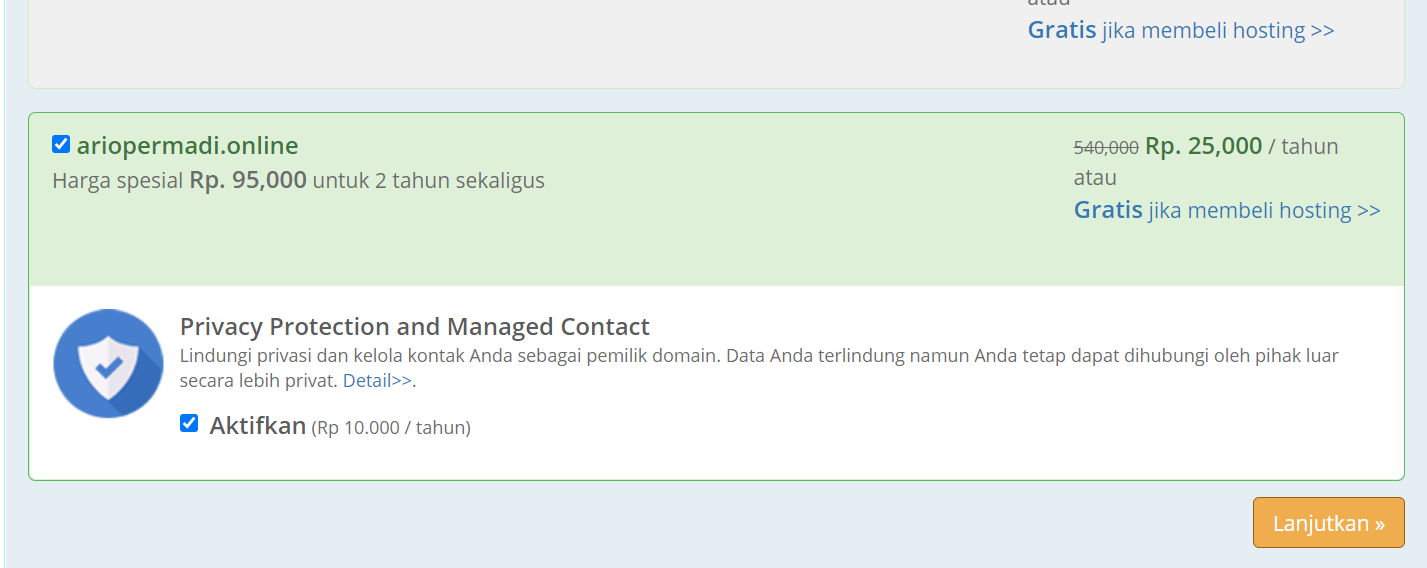 atau
Gratis jika membeli hosting >>
ariopermadi.online
540,000 Rp. 25,000 / tahun
Harga spesial Rp. 95,000 untuk 2 tahun sekaligus
atau
Gratis jika membeli hosting >>
Privacy Protection and Managed Contact
Lindungi privasi dan kelola kontak Anda sebagai pemilik domain. Data Anda terlindung namun Anda tetap dapat dihubungi oleh pihak luar
secara lebih privat. Detail>>.
Aktifkan (Rp 10.000 / tahun)
Lanjutkan »